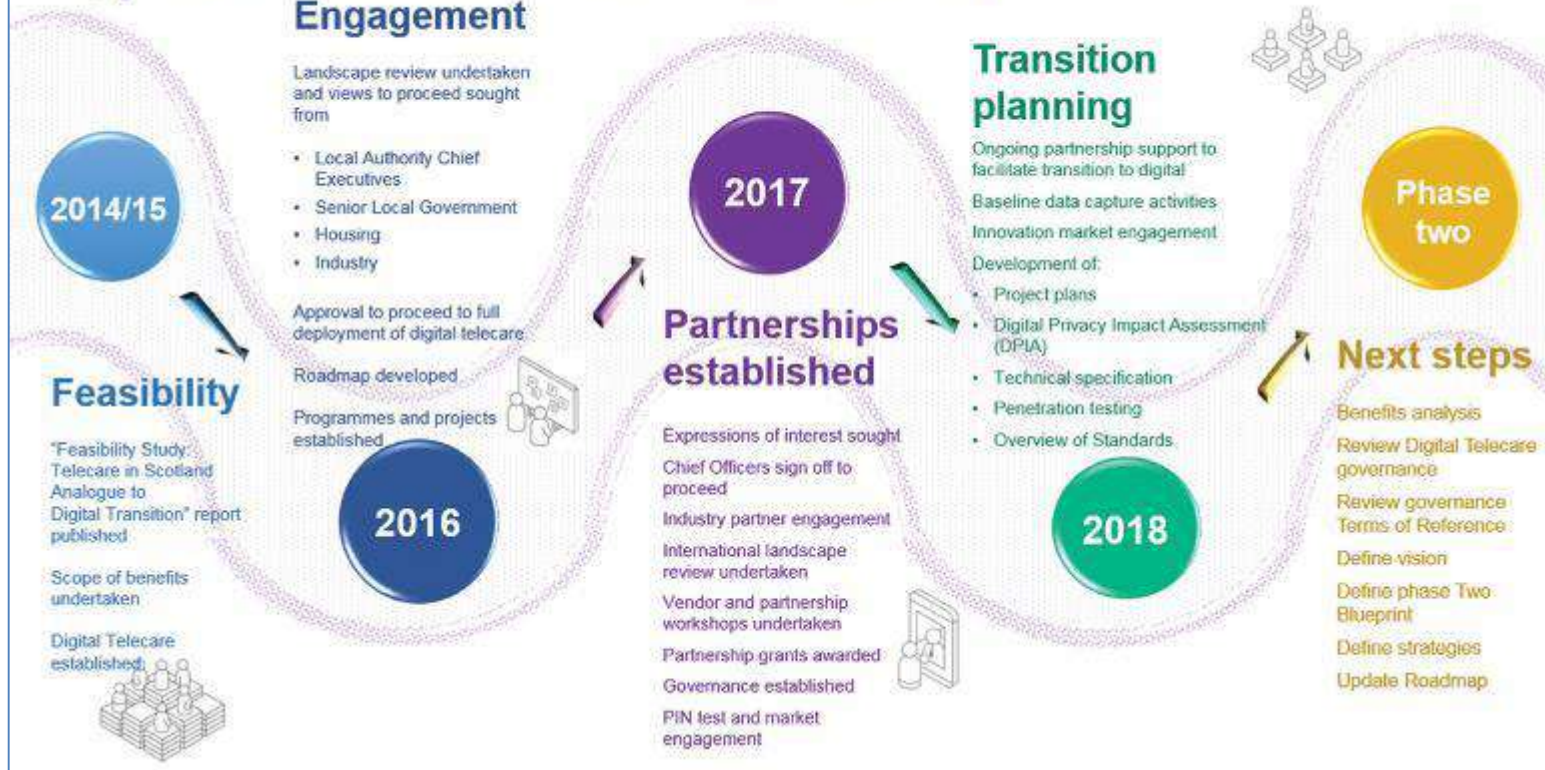 2014/15
Feasibility
"Feasibility Study:
Telecare in Scotland
Analogue to
Digital Transition" report
published
Scope of benefits
undertaken
Digital Telecare
established
Engagement
Landscape review undertaken
and views to proceed sought
from
• Local Authority Chief
Executives
• Senior Local Government
• Housing
• Industry
Approval to proceed to full
deployment of digital telecare
Roadmap developed
Programmes and projects
established
2016
2017
Partnerships
established
Expressions of interest sought
Chief Officers sign off to
proceed
Industry partner engagement
International landscape
review undertaken
Vendor and partnership
workshops undertaken
Partnership grants awarded
Governance established
PIN test and market
engagement
Transition
planning
Ongoing partnership support to
facilitate transition to digital
Baseline data capture activities
Innovation market engagement
Development of:
• Project plans
• Digital Privacy Impact Assessment
(DPIA)
• Technical specification
• Penetration testing
• Overview of Standards
2018
Phase
two
Next steps
Benefits analysis
Review Digital Telecare
governance
Review governance
Terms of Reference
Define vision
Define phase Two
Blueprint
Define strategies
Update Roadmap